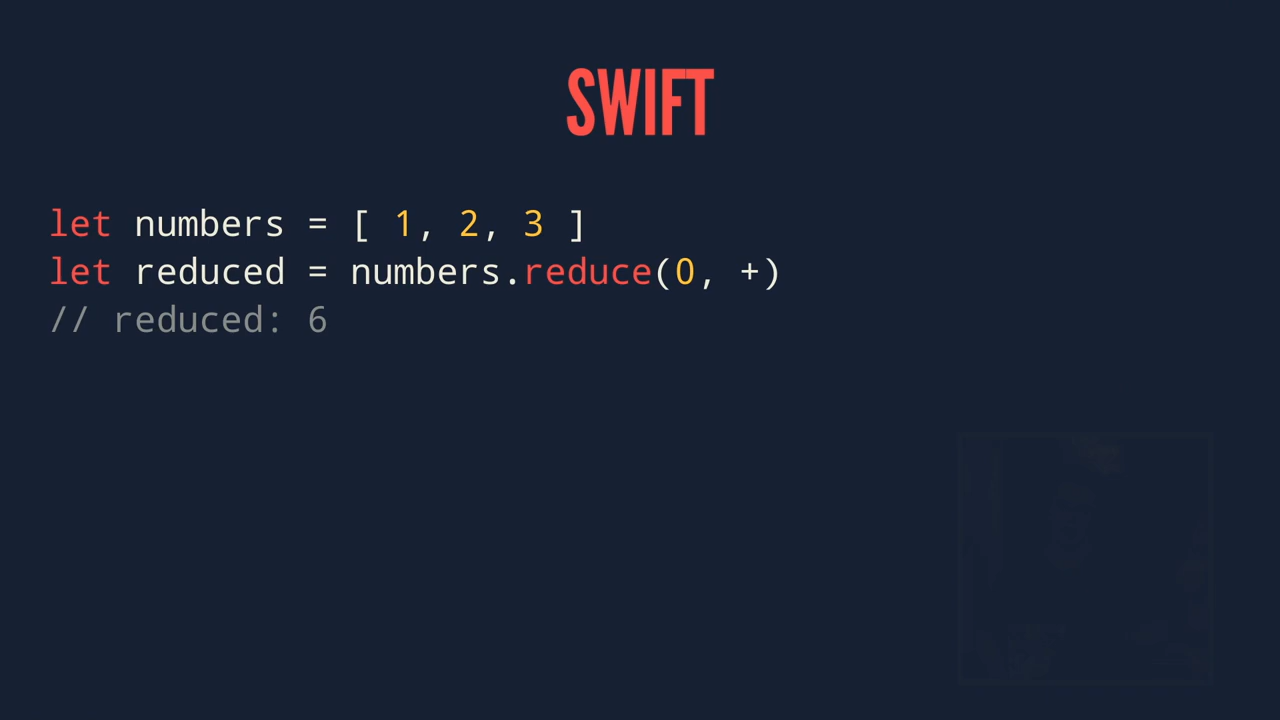 SWIFT
let numbers = [ 1, 2, 3 ]
let reduced = numbers.reduce(0, +)
// reduced: 6